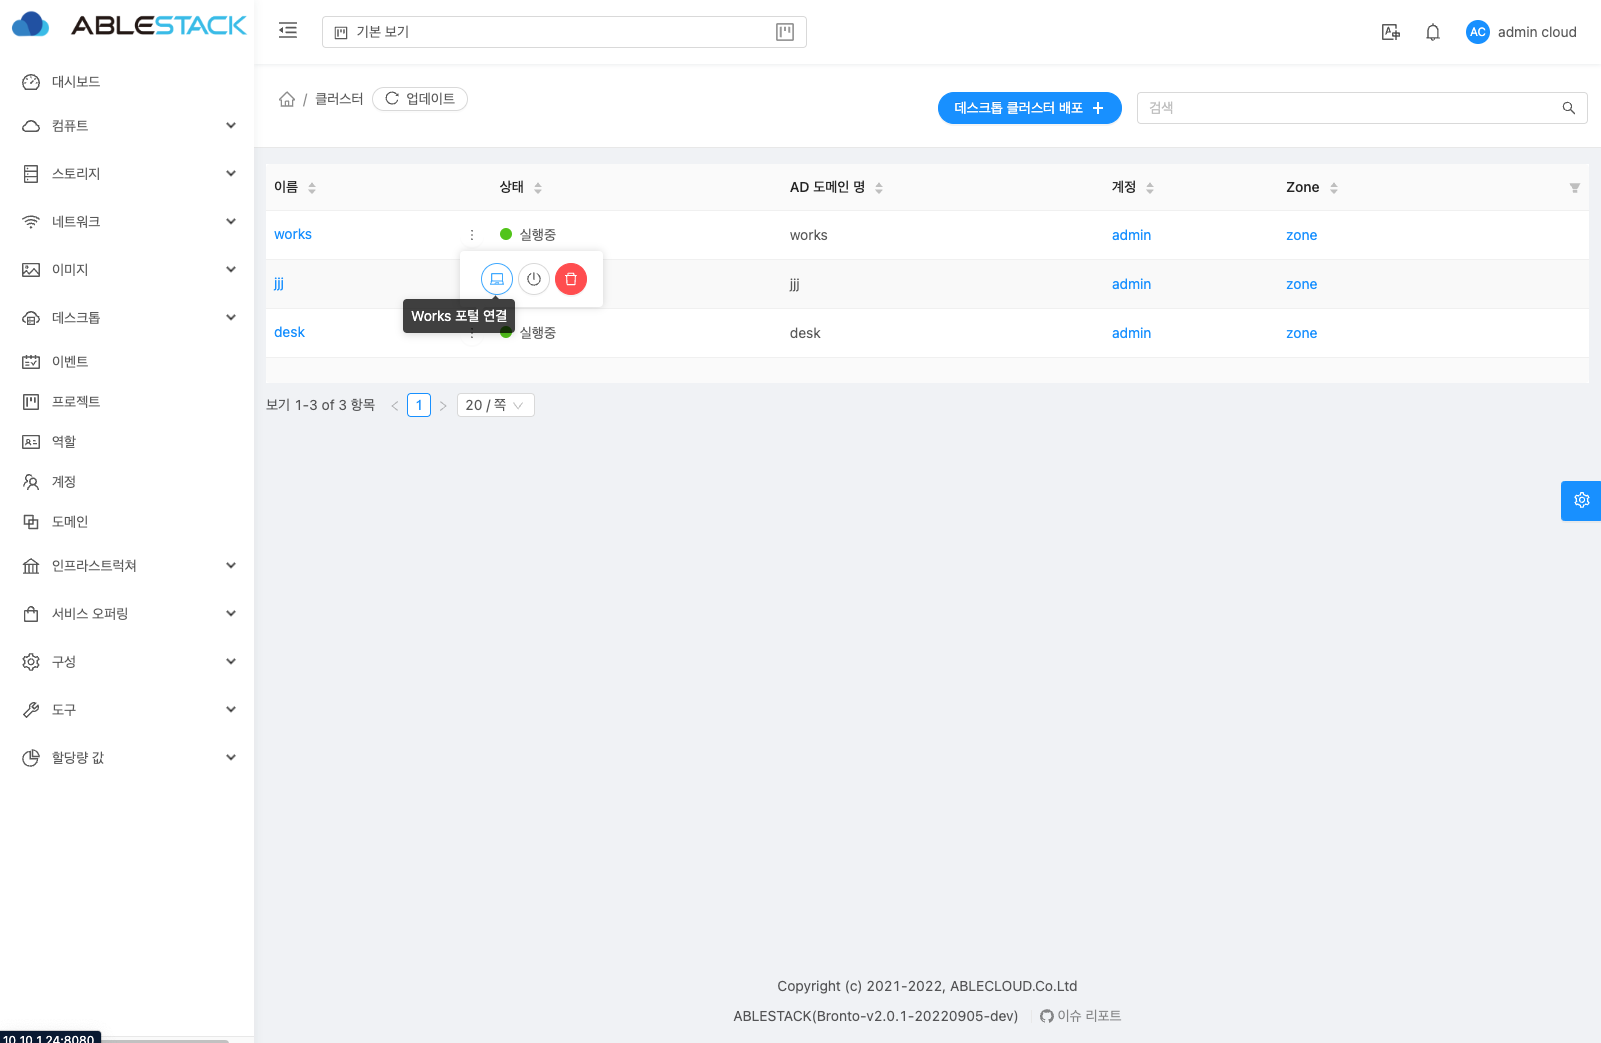 ABLESTACK
기본 보기
AC admin cloud
대시보드
컴퓨트
스토리지
네트워크
이미지
데스크톱
이벤트
프로젝트
역할
계정
도메인
인프라스트럭쳐
서비스 오퍼링
구성
도구
할당량 값
/ 클러스터 업데이트
데스크톱 클러스터 배포 +
검색
이름 상태 AD 도메인 명 계정 Zone
works 실행중 works admin zone
jjj jjj admin zone
Works 포털 연결
desk 실행중 desk admin zone
보기 1-3 of 3 항목 < 1 > 20 / 쪽
Copyright (c) 2021-2022, ABLECLOUD.Co.Ltd
ABLESTACK(Bronto-v2.0.1-20220905-dev) 이슈 리포트
10.10.1.24:8080